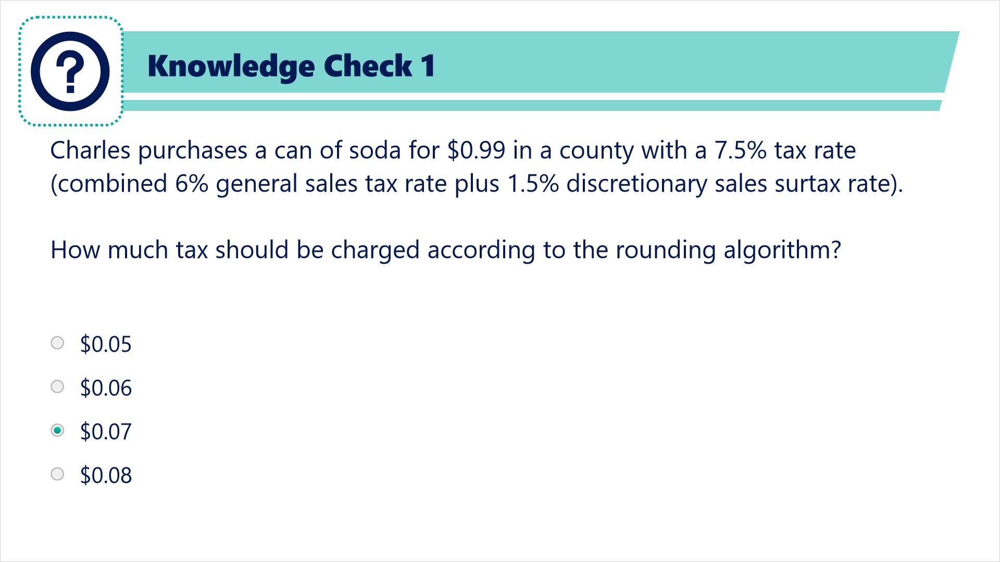 ?
Knowledge Check 1
Charles purchases a can of soda for $0.99 in a county with a 7.5% tax rate
(combined 6% general sales tax rate plus 1.5% discretionary sales surtax rate).
How much tax should be charged according to the rounding algorithm?
$0.05
$0.06
$0.07
$0.08